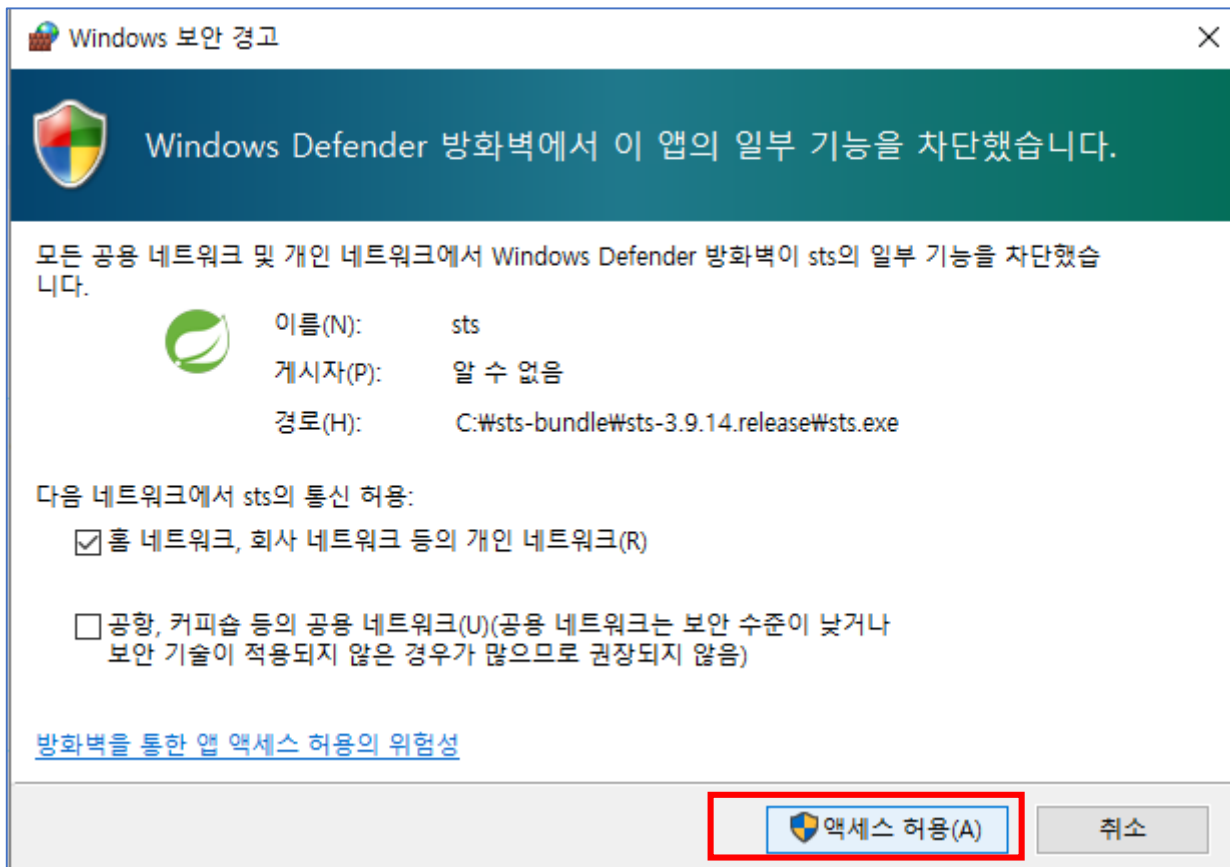 Windows 보안 경고
Windows Defender 방화벽에서 이 앱의 일부 기능을 차단했습니다.
모든 공용 네트워크 및 개인 네트워크에서 Windows Defender 방화벽이 sts의 일부 기능을 차단했습
니다.
이름(N): sts
게시자(P): 알 수 없음
경로(H): C:₩sts-bundle₩sts-3.9.14.release₩sts.exe
다음 네트워크에서 sts의 통신 허용:
홈 네트워크, 회사 네트워크 등의 개인 네트워크(R)
공항, 커피숍 등의 공용 네트워크(U)(공용 네트워크는 보안 수준이 낮거나
보안 기술이 적용되지 않은 경우가 많으므로 권장되지 않음)
방화벽을 통한 앱 액세스 허용의 위험성
액세스 허용(A) 취소